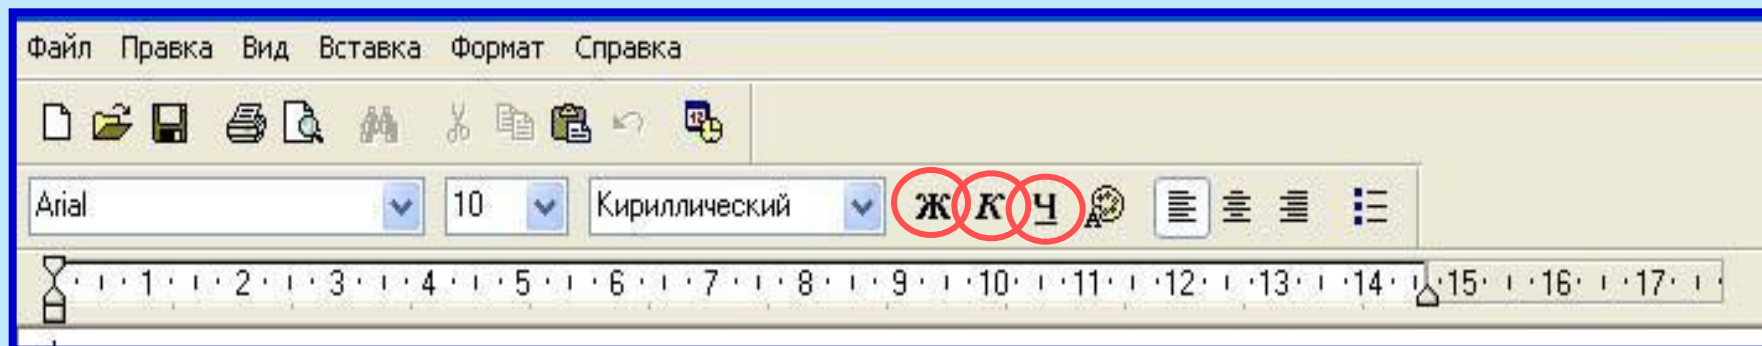 Файл Правка Вид Вставка Формат Справка
12
Arial 10 Кириллический Ж К Ч А
1 2 3 4 5 6 7 8 9 10 11 12 13 14 15 16 17